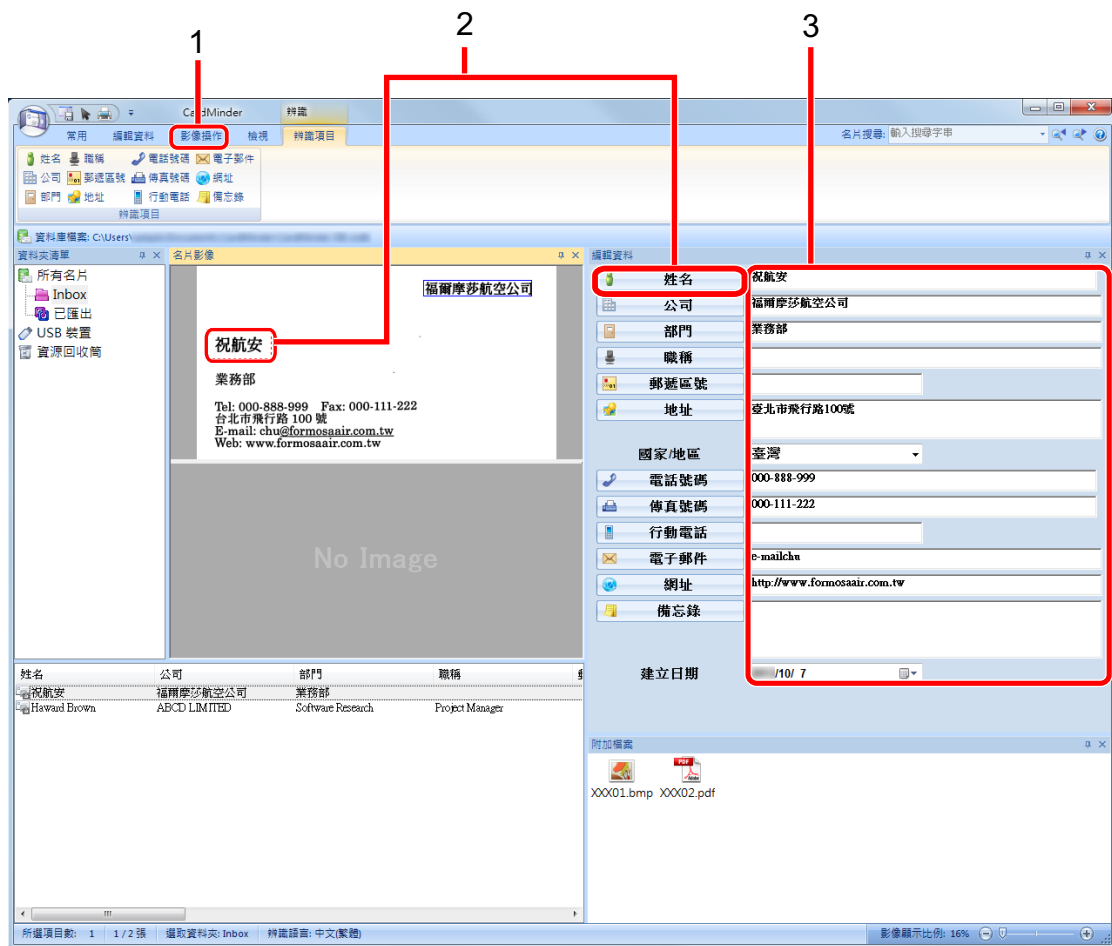 1
2
3
CardMinder
辨識
常用 編輯資料 影像操作 檢視 辨識項目
名片搜尋: 輸入搜尋字串
姓名 職稱 電話號碼 電子郵件
公司 郵遞區號 傳真號碼 網址
部門 地址 行動電話 備忘錄
辨識項目
資料庫檔案: C:\Users\
資料夾清單
名片影像
編輯資料
所有名片
Inbox
已匯出
USB 裝置
資源回收筒
福爾摩莎航空公司
祝航安
業務部
Tel: 000-888-999 Fax: 000-111-222
台北市飛行路 100 號
E-mail: chu@formosaair.com.tw
Web: www.formosaair.com.tw
No Image
姓名 祝航安
公司 福爾摩莎航空公司
部門 業務部
職稱
郵遞區號
地址 臺北市飛行路100號
國家/地區 臺灣
電話號碼 000-888-999
傳真號碼 000-111-222
行動電話
電子郵件 e-mailchu
網址 http://www.formosaair.com.tw
備忘錄
建立日期 /10/ 7
姓名 公司 部門 職稱
祝航安 福爾摩莎航空公司 業務部
Haward Brown ABCD LIMITED Software Research Project Manager
附加檔案
PDF
Adobe
XXX01.bmp XXX02.pdf
所選項目數: 1 1 / 2 張 選取資料夾: Inbox 辨識語言: 中文(繁體)
影像顯示比例: 16%